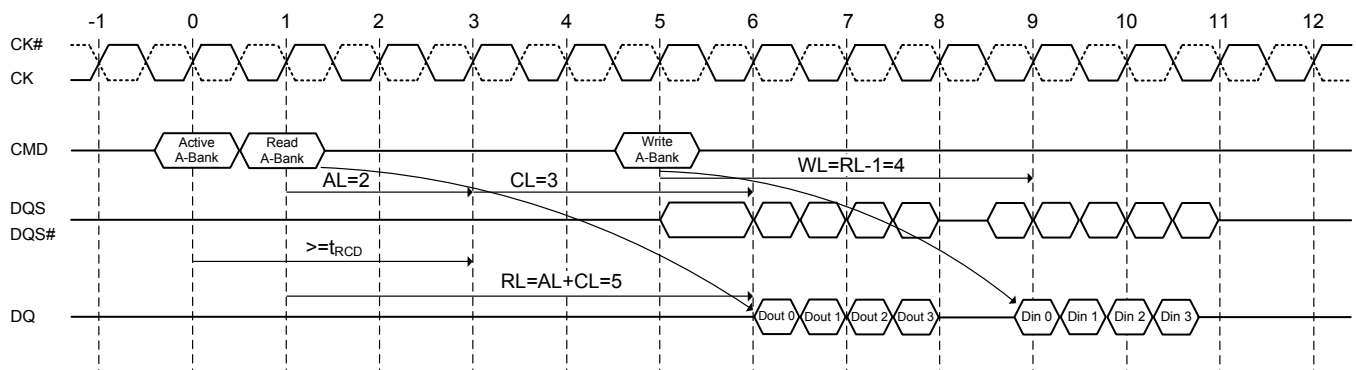 -1 0 1 2 3 4 5 6 7 8 9 10 11 12
CK#
CK
CMD
Active
A-Bank
Read
A-Bank
Write
A-Bank
WL=RL-1=4
AL=2
CL=3
DQS
DQS#
>=tRCD
RL=AL+CL=5
DQ
Dout 0 Dout 1 Dout 2 Dout 3 Din 0 Din 1 Din 2 Din 3